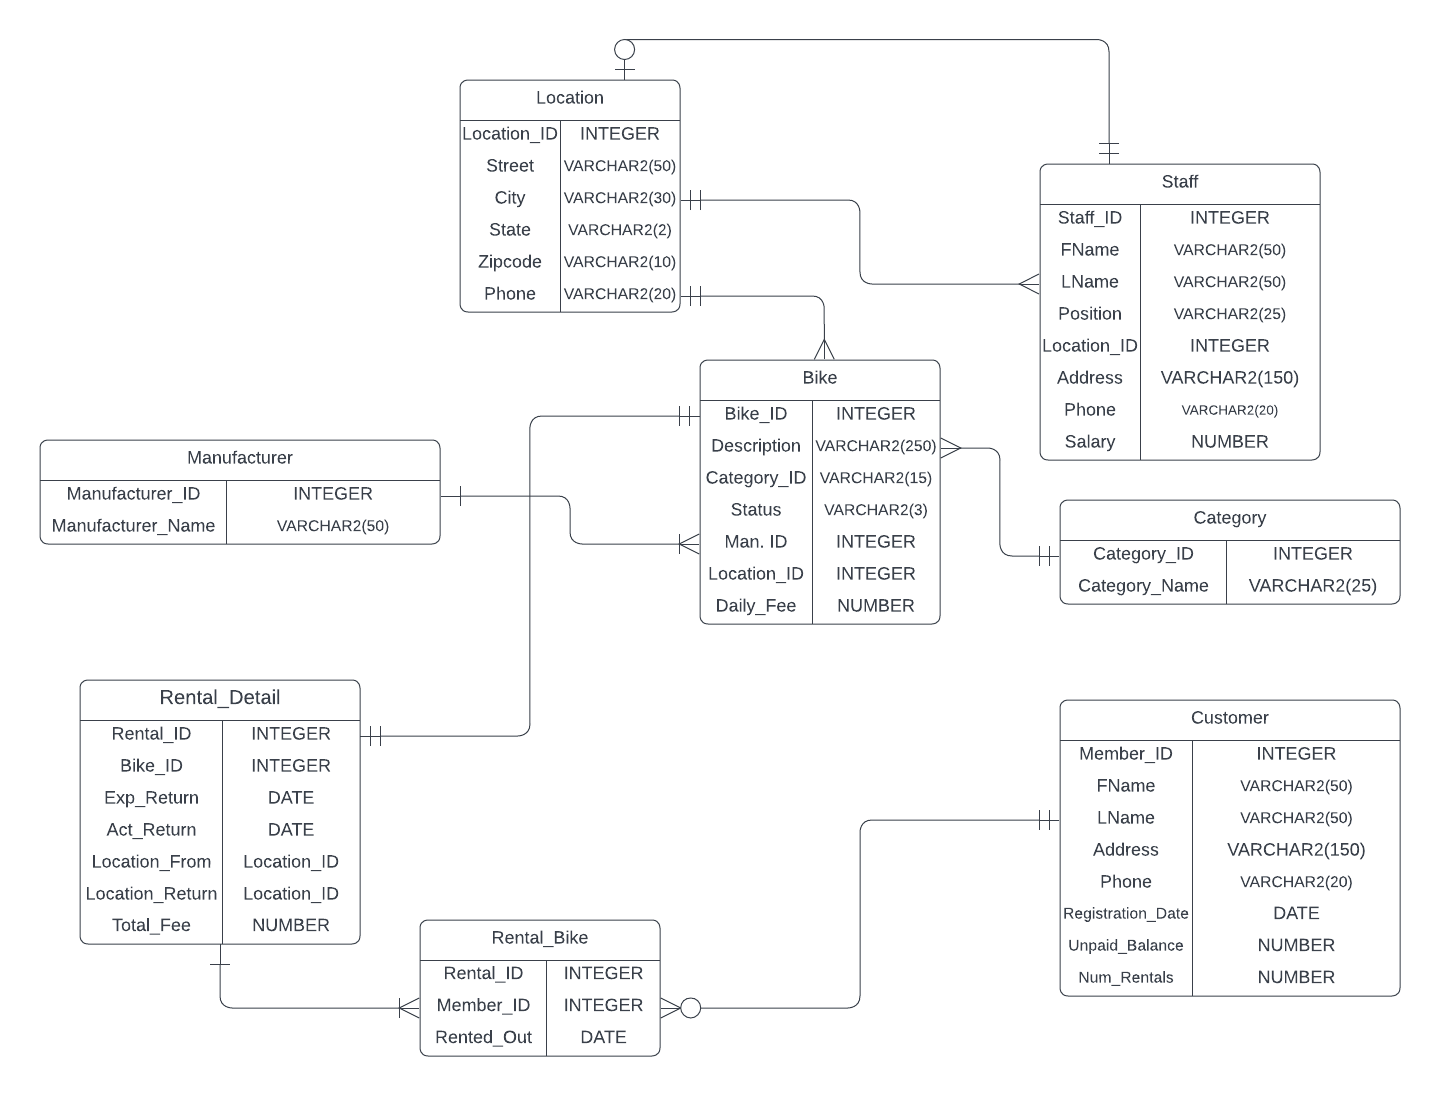 Location
Location_ID INTEGER
Street VARCHAR2(50)
City VARCHAR2(30)
State VARCHAR2(2)
Zipcode VARCHAR2(10)
Phone VARCHAR2(20)
Staff
Staff_ID INTEGER
FName VARCHAR2(50)
LName VARCHAR2(50)
Position VARCHAR2(25)
Location_ID INTEGER
Address VARCHAR2(150)
Phone VARCHAR2(20)
Salary NUMBER
Bike
Bike_ID INTEGER
Description VARCHAR2(250)
Category_ID VARCHAR2(15)
Status VARCHAR2(3)
Man. ID INTEGER
Location_ID INTEGER
Daily_Fee NUMBER
Manufacturer
Manufacturer_ID INTEGER
Manufacturer_Name VARCHAR2(50)
Category
Category_ID INTEGER
Category_Name VARCHAR2(25)
Rental_Detail
Rental_ID INTEGER
Bike_ID INTEGER
Exp_Return DATE
Act_Return DATE
Location_From Location_ID
Location_Return Location_ID
Total_Fee NUMBER
Customer
Member_ID INTEGER
FName VARCHAR2(50)
LName VARCHAR2(50)
Address VARCHAR2(150)
Phone VARCHAR2(20)
Registration_Date DATE
Unpaid_Balance NUMBER
Num_Rentals NUMBER
Rental_Bike
Rental_ID INTEGER
Member_ID INTEGER
Rented_Out DATE